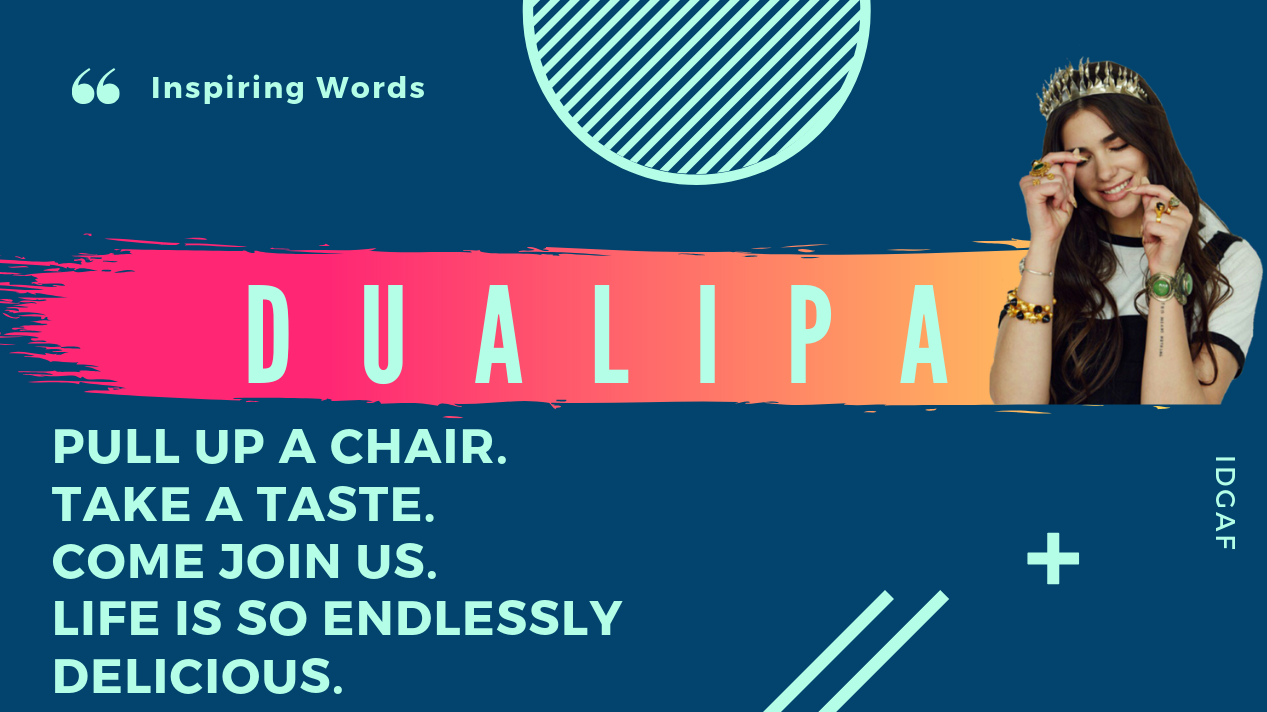 Inspiring Words
DUALIPA
PULL UP A CHAIR.
TAKE A TASTE.
COME JOIN US.
LIFE IS SO ENDLESSLY
DELICIOUS.
IDGAF